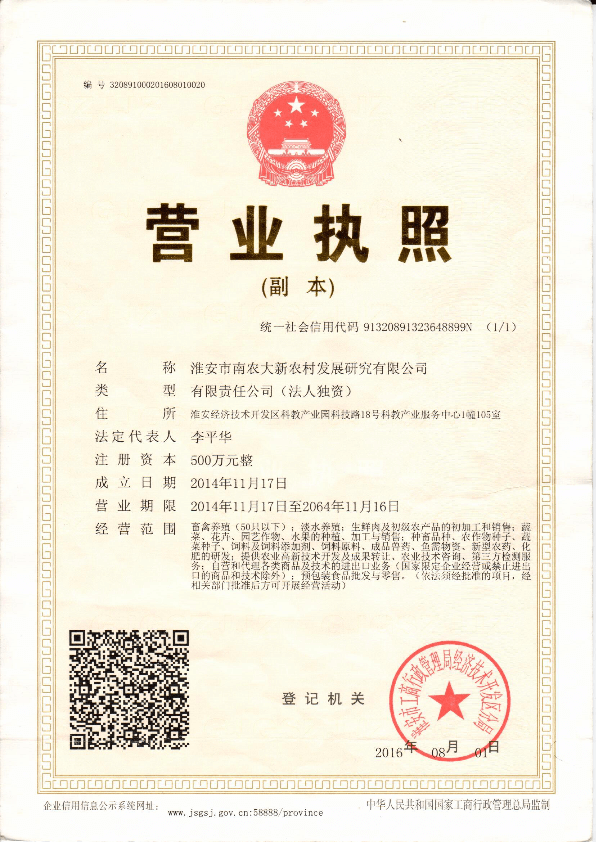 编 号 320891000201608010020
营业执照
(副 本)
统一社会信用代码 91320891323648899N (1/1)
名 称 淮安市南农大新农村发展研究有限公司
类 型 有限责任公司（法人独资）
住 所 淮安经济技术开发区科教产业园科技路18号科教产业服务中心1幢105室
法定代表人 李平华
注册资本 500万元整
成立日期 2014年11月17日
营业期限 2014年11月17日至2064年11月16日
经营范围 畜禽养殖（50只以下）；淡水养殖；生鲜肉及初级农产品的初加工和销售；蔬
菜、花卉、园艺作物、水果的种植、加工与销售；种畜品种、农作物种子、蔬
菜种子、饲料及饲料添加剂、饲料原料、成品兽药、鱼需物资、新型农药、化
肥的研发；提供农业高新技术开发及成果转让、农业技术咨询、第三方检测服
务；自营和代理各类商品及技术的进出口业务（国家限定企业经营或禁止进出
口的商品和技术除外）；预包装食品批发与零售。（依法须经批准的项目，经
相关部门批准后方可开展经营活动）
登记机关
淮安市工商行政管理局经济技术开发区分局
2016年 08月 01日
企业信用信息公示系统网址：
www.jsgsj.gov.cn:58888/province
中华人民共和国国家工商行政管理总局监制